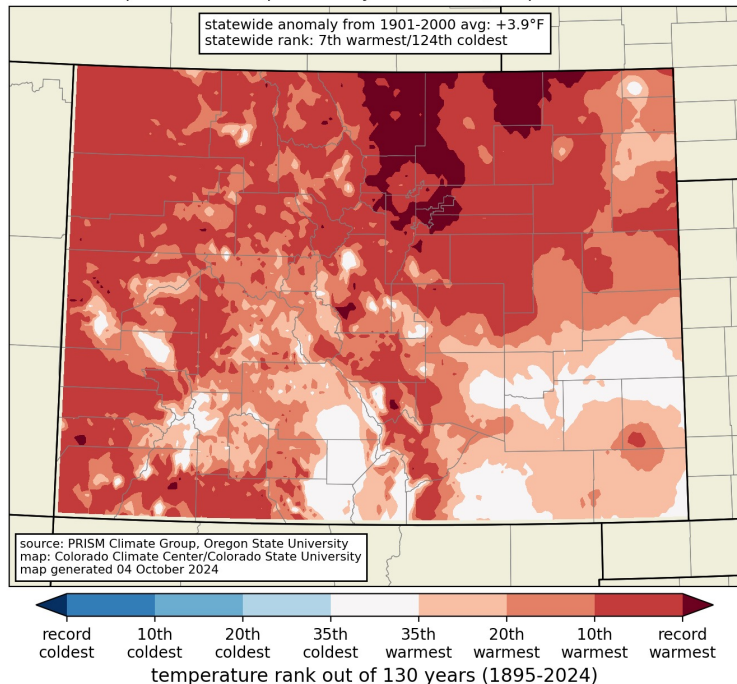 statewide anomaly from 1901-2000 avg: +3.9°F
statewide rank: 7th warmest/124th coldest
source: PRISM Climate Group, Oregon State University
map: Colorado Climate Center/Colorado State University
map generated 04 October 2024
record coldest
10th coldest
20th coldest
35th coldest
35th warmest
20th warmest
10th warmest
record warmest
temperature rank out of 130 years (1895-2024)